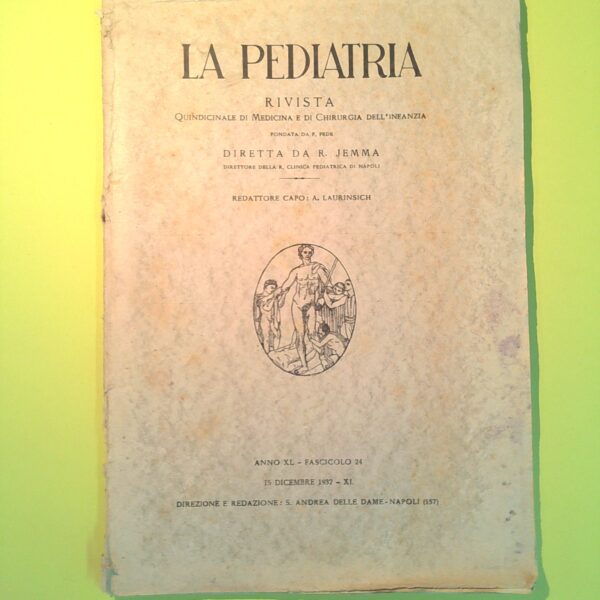 LA PEDIATRIA
RIVISTA
QUINDICINALE DI MEDICINA E DI CHIRURGIA DELL'INFANZIA
FONDATA DA F. FEDE
DIRETTA DA R. JEMMA
DIRETTORE DELLA R. CLINICA PEDIATRICA DI NAPOLI
REDATTORE CAPO: A. LAURINSICH
ANNO XL - FASCICOLO 24
15 DICEMBRE 1932 - XI.
DIREZIONE E REDAZIONE: S. ANDREA DELLE DAME - NAPOLI (157)